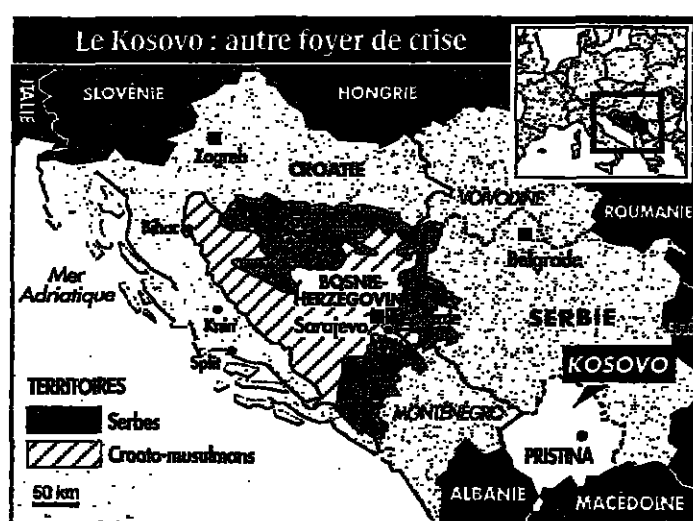 Le Kosovo : autre foyer de crise
ITALIE
SLOVÉNIE
HONGRIE
Zagreb
CROATIE
VOÏVODINE
ROUMANIE
Bihac
Belgrade
Mer
Adriatique
BOSNIE-
HERZÉGOVINE
Knin
Sarajevo
SERBIE
Split
KOSOVO
TERRITOIRES
Serbes
MONTÉNÉGRO
Croato-musulmans
PRISTINA
50 km
ALBANIE
MACÉDOINE